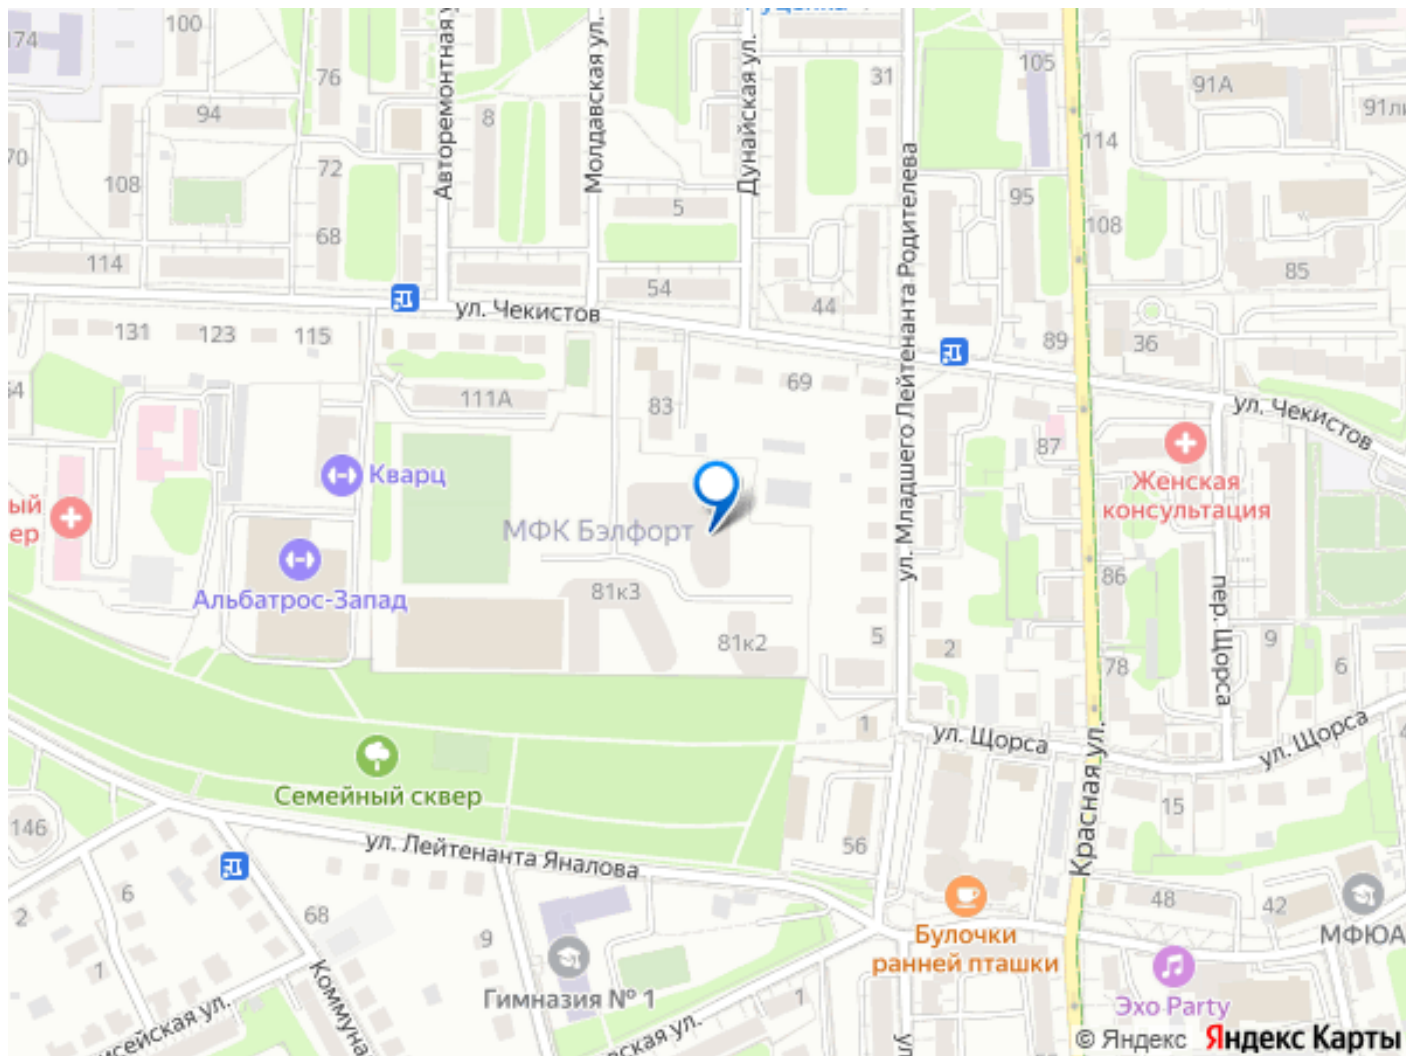 174
100
76
Авторемонтная
Молдавская ул.
Дунайская ул.
31
105
91А
94
8
114
108
72
5
95
68
108
114
54
44
85
ул. Чекистов
131
123
115
ул. Младшего Лейтенанта Родителева
89
36
69
111А
83
87
ул. Чекистов
Кварц
Женская
консультация
МФК Бэлфорт
Альбатрос-Запад
81к3
86
пер. Щорса
81к2
5
2
78
9
6
1
ул. Щорса
ул. Щорса
Семейный сквер
Красная ул.
15
146
ул. Лейтенанта Яналова
56
6
2
68
48
42
9
Булочки
ранней пташки
МФЮА
1
Гимназия № 1
1
Эхо Party
© Яндекс Яндекс Карты